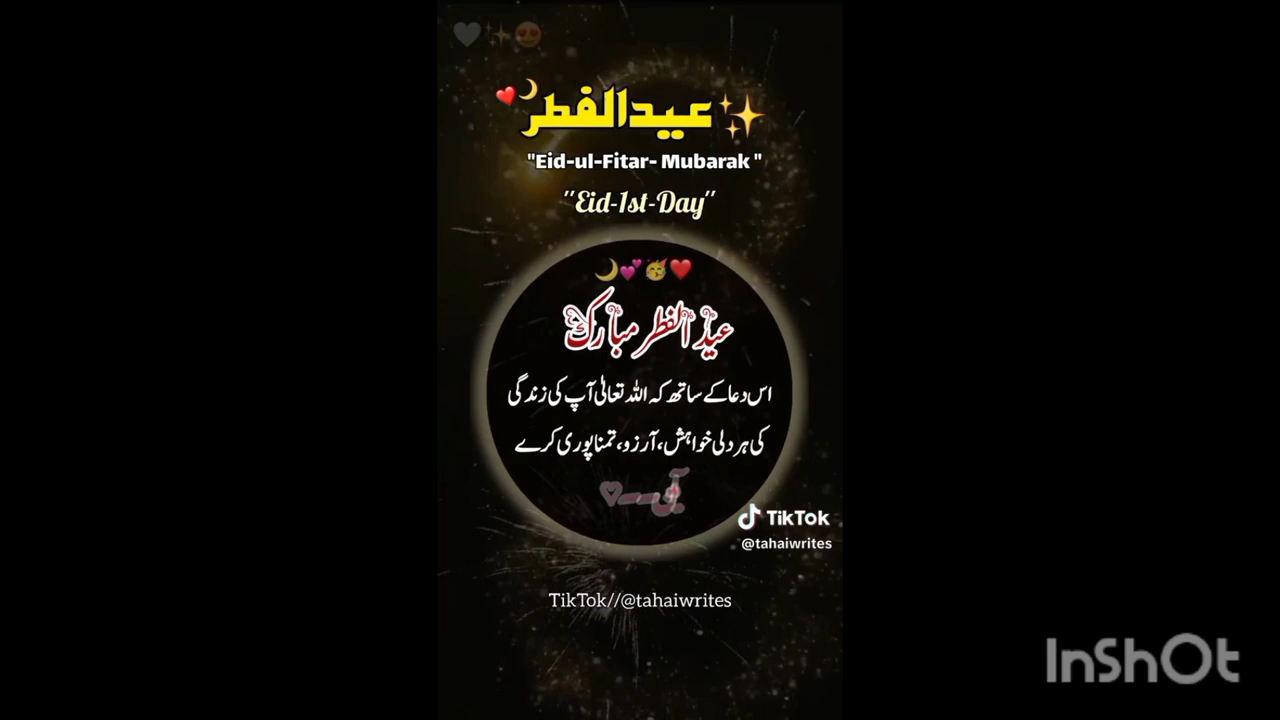 عیدالفطر
"Eid-ul-Fitar- Mubarak "
"Eid-1st-Day"
عید الفطر مبارک
اس دعا کے ساتھ کہ اللہ تعالیٰ آپ کی زندگی
کی ہر دلی خواہش، آرزو، تمنا پوری کرے
TikTok
@tahaiwrites
TikTok//@tahaiwrites
InShOt